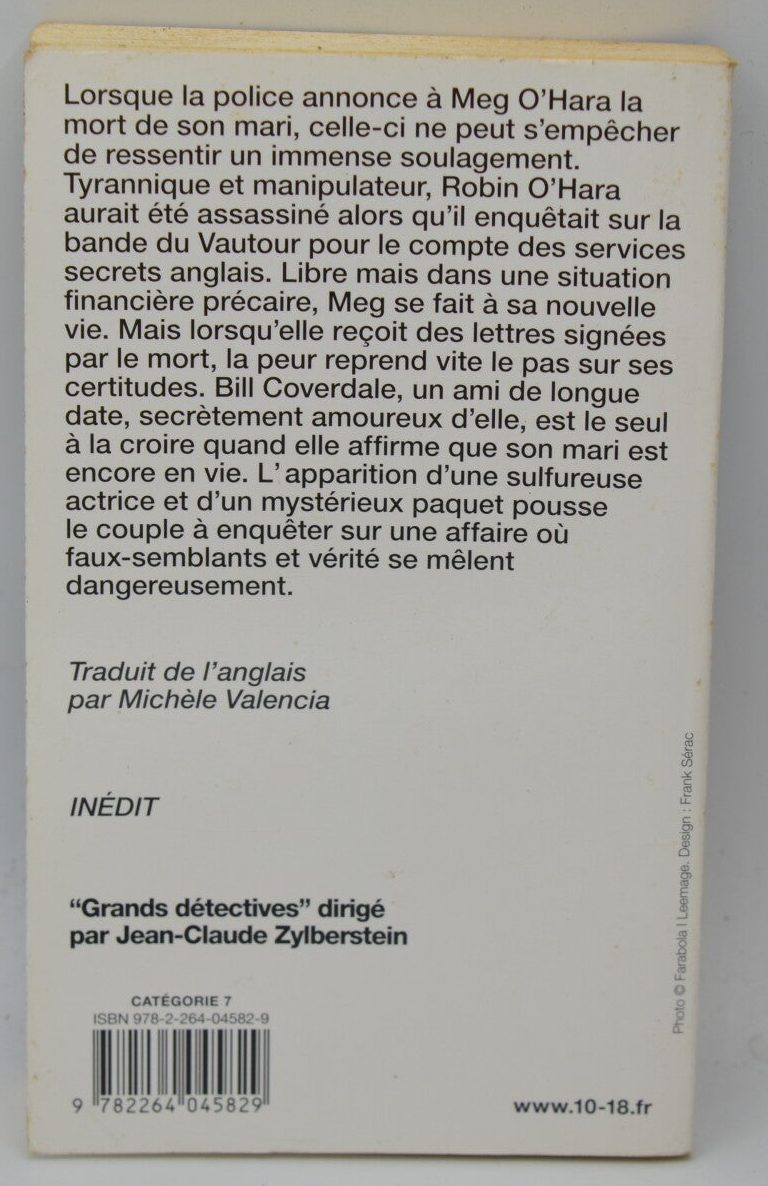 Lorsque la police annonce à Meg O'Hara la
mort de son mari, celle-ci ne peut s'empêcher
de ressentir un immense soulagement.
Tyrannique et manipulateur, Robin O'Hara
aurait été assassiné alors qu'il enquêtait sur la
bande du Vautour pour le compte des services
secrets anglais. Libre mais dans une situation
financière précaire, Meg se fait à sa nouvelle
vie. Mais lorsqu'elle reçoit des lettres signées
par le mort, la peur reprend vite le pas sur ses
certitudes. Bill Coverdale, un ami de longue
date, secrètement amoureux d'elle, est le seul
à la croire quand elle affirme que son mari est
encore en vie. L'apparition d'une sulfureuse
actrice et d'un mystérieux paquet pousse
le couple à enquêter sur une affaire où
faux-semblants et vérité se mêlent
dangereusement.
Traduit de l'anglais
par Michèle Valencia
INÉDIT
"Grands détectives" dirigé
par Jean-Claude Zylberstein
CATÉGORIE 7
ISBN 978-2-264-04582-9
9 782264 045829
www.10-18.fr
Photo © Farabola | Leemage. Design : Frank Sérac